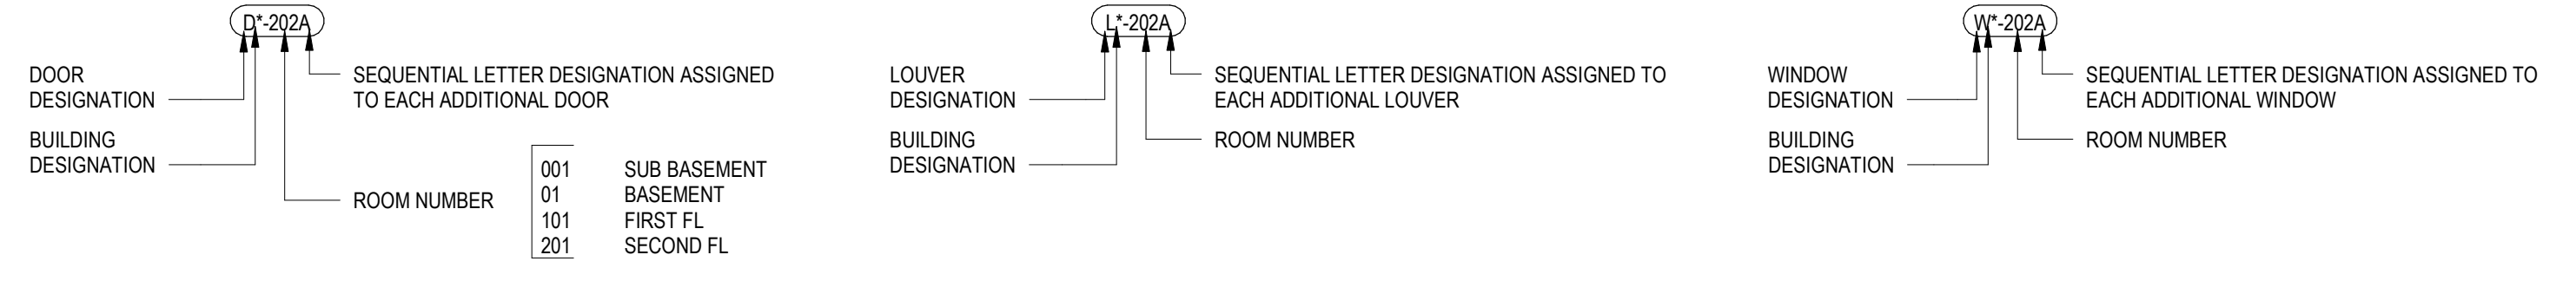 D*-202A
DOOR
DESIGNATION
SEQUENTIAL LETTER DESIGNATION ASSIGNED
TO EACH ADDITIONAL DOOR
BUILDING
DESIGNATION
ROOM NUMBER
001 SUB BASEMENT
01 BASEMENT
101 FIRST FL
201 SECOND FL
L*-202A
LOUVER
DESIGNATION
SEQUENTIAL LETTER DESIGNATION ASSIGNED TO
EACH ADDITIONAL LOUVER
BUILDING
DESIGNATION
ROOM NUMBER
W*-202A
WINDOW
DESIGNATION
SEQUENTIAL LETTER DESIGNATION ASSIGNED TO
EACH ADDITIONAL WINDOW
BUILDING
DESIGNATION
ROOM NUMBER